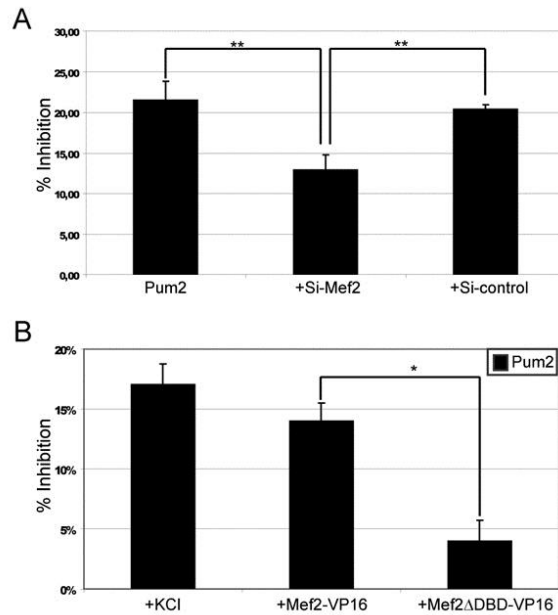 A
30,00
25,00
20,00
15,00
10,00
5,00
0,00
% Inhibition
**
**
Pum2
+Si-Mef2
+Si-control
B
20%
15%
10%
5%
0%
% Inhibition
Pum2
*
+KCl
+Mef2-VP16
+Mef2ΔDBD-VP16